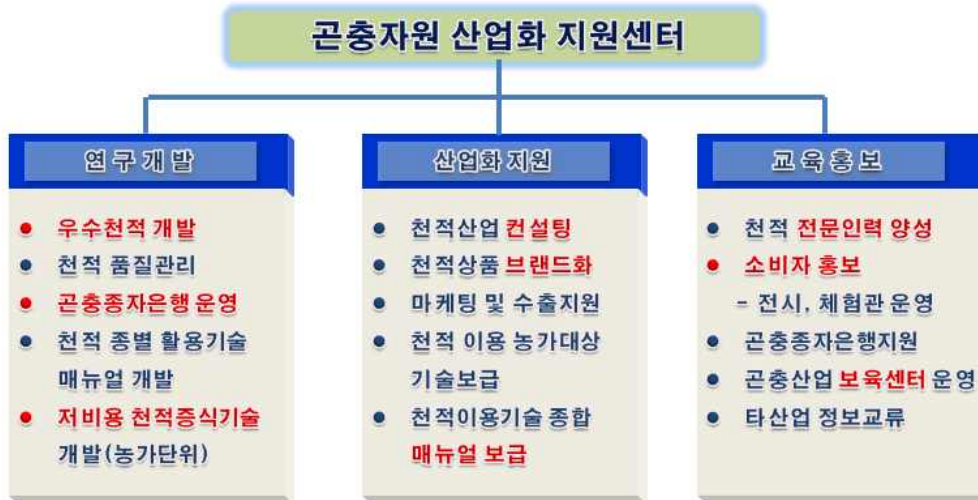 곤충자원 산업화 지원센터
연구개발
● 우수천적 개발
● 천적 품질관리
● 곤충종자은행 운영
● 천적 종별 활용기술
매뉴얼 개발
● 저비용 천적증식기술
개발(농가단위)
산업화 지원
● 천적산업 컨설팅
● 천적상품 브랜드화
● 마케팅 및 수출지원
● 천적 이용 농가대상
기술보급
● 천적이용기술 종합
매뉴얼 보급
교육홍보
● 천적 전문인력 양성
● 소비자 홍보
- 전시, 체험관 운영
● 곤충종자은행지원
● 곤충산업 보육센터 운영
● 타산업 정보교류